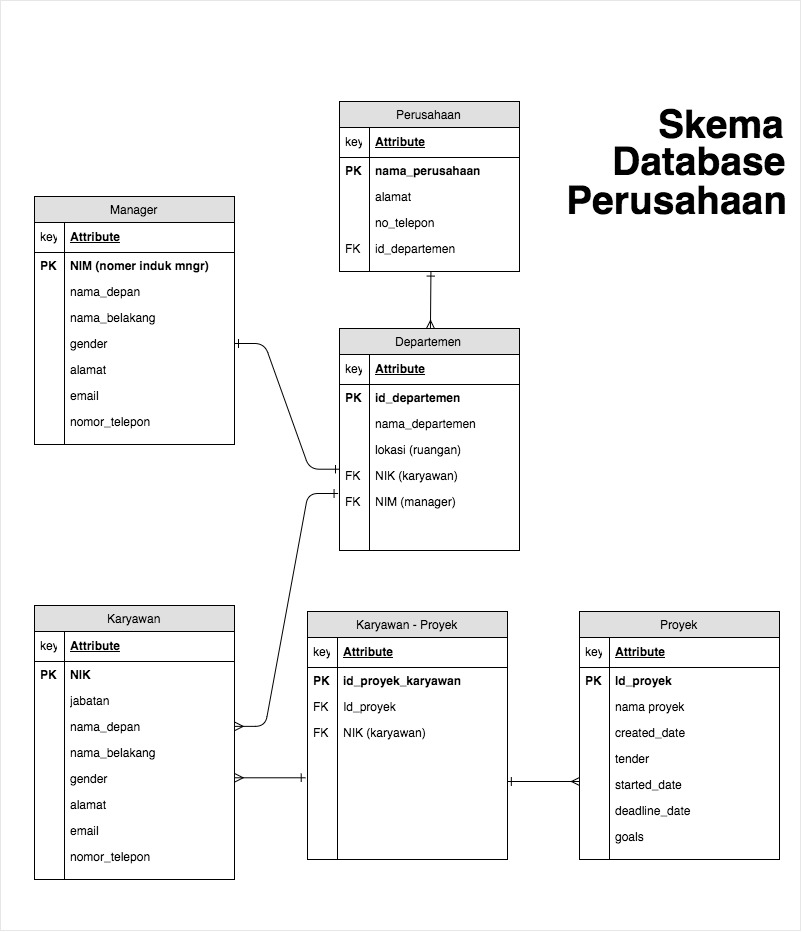 Skema
Database
Perusahaan
Perusahaan
key Attribute
PK nama_perusahaan
alamat
no_telepon
FK id_departemen
Manager
key Attribute
PK NIM (nomer induk mngr)
nama_depan
nama_belakang
gender
alamat
email
nomor_telepon
Departemen
key Attribute
PK id_departemen
nama_departemen
lokasi (ruangan)
FK NIK (karyawan)
FK NIM (manager)
Karyawan
key Attribute
PK NIK
jabatan
nama_depan
nama_belakang
gender
alamat
email
nomor_telepon
Karyawan - Proyek
key Attribute
PK id_proyek_karyawan
FK Id_proyek
FK NIK (karyawan)
Proyek
key Attribute
PK Id_proyek
nama proyek
created_date
tender
started_date
deadline_date
goals